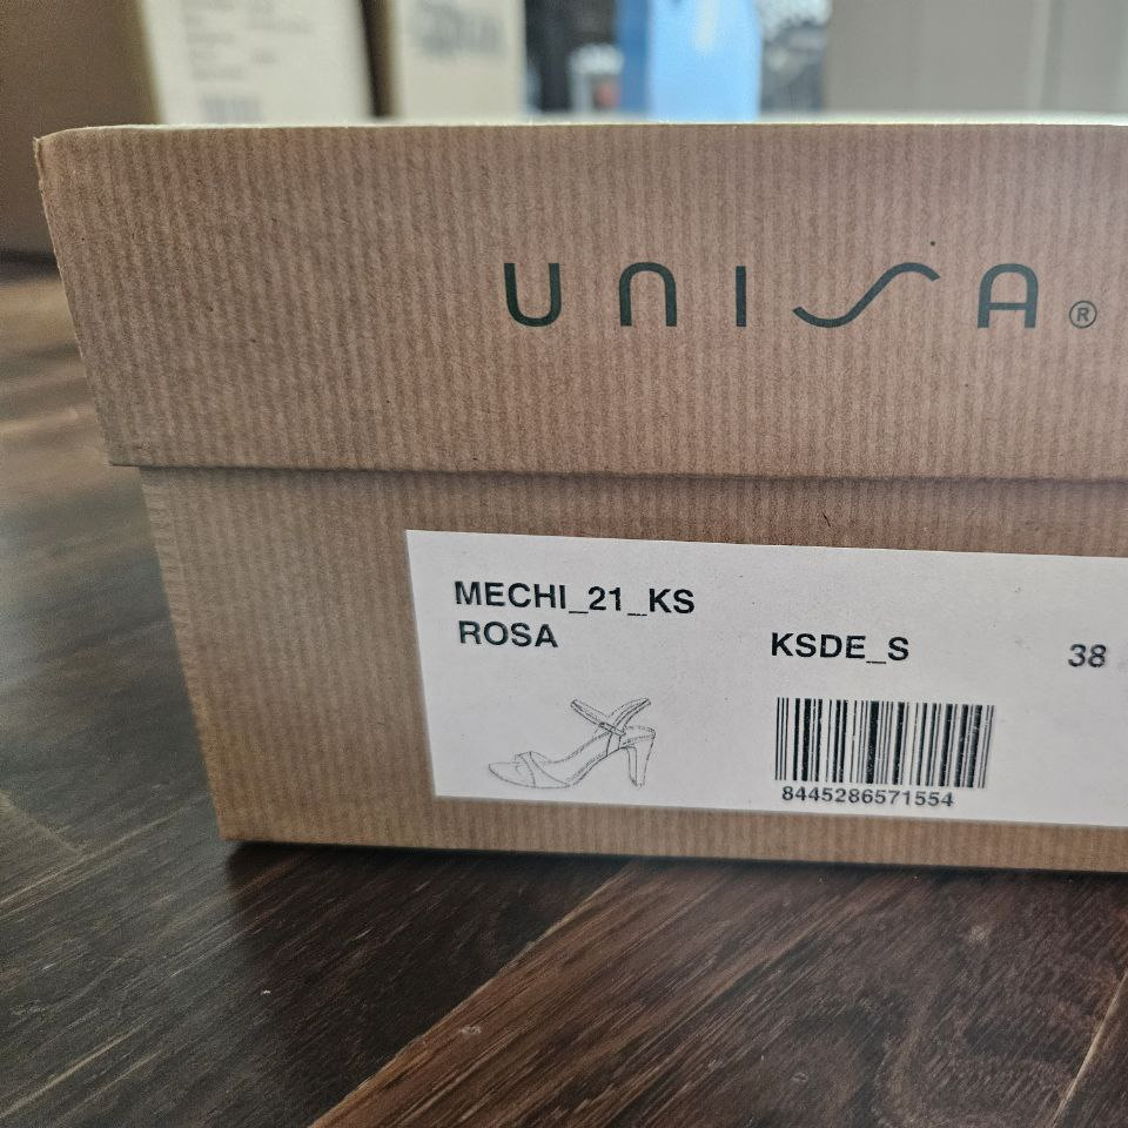 UNISA®
MECHI_21_KS
ROSA
KSDE_S
38
8445286571554